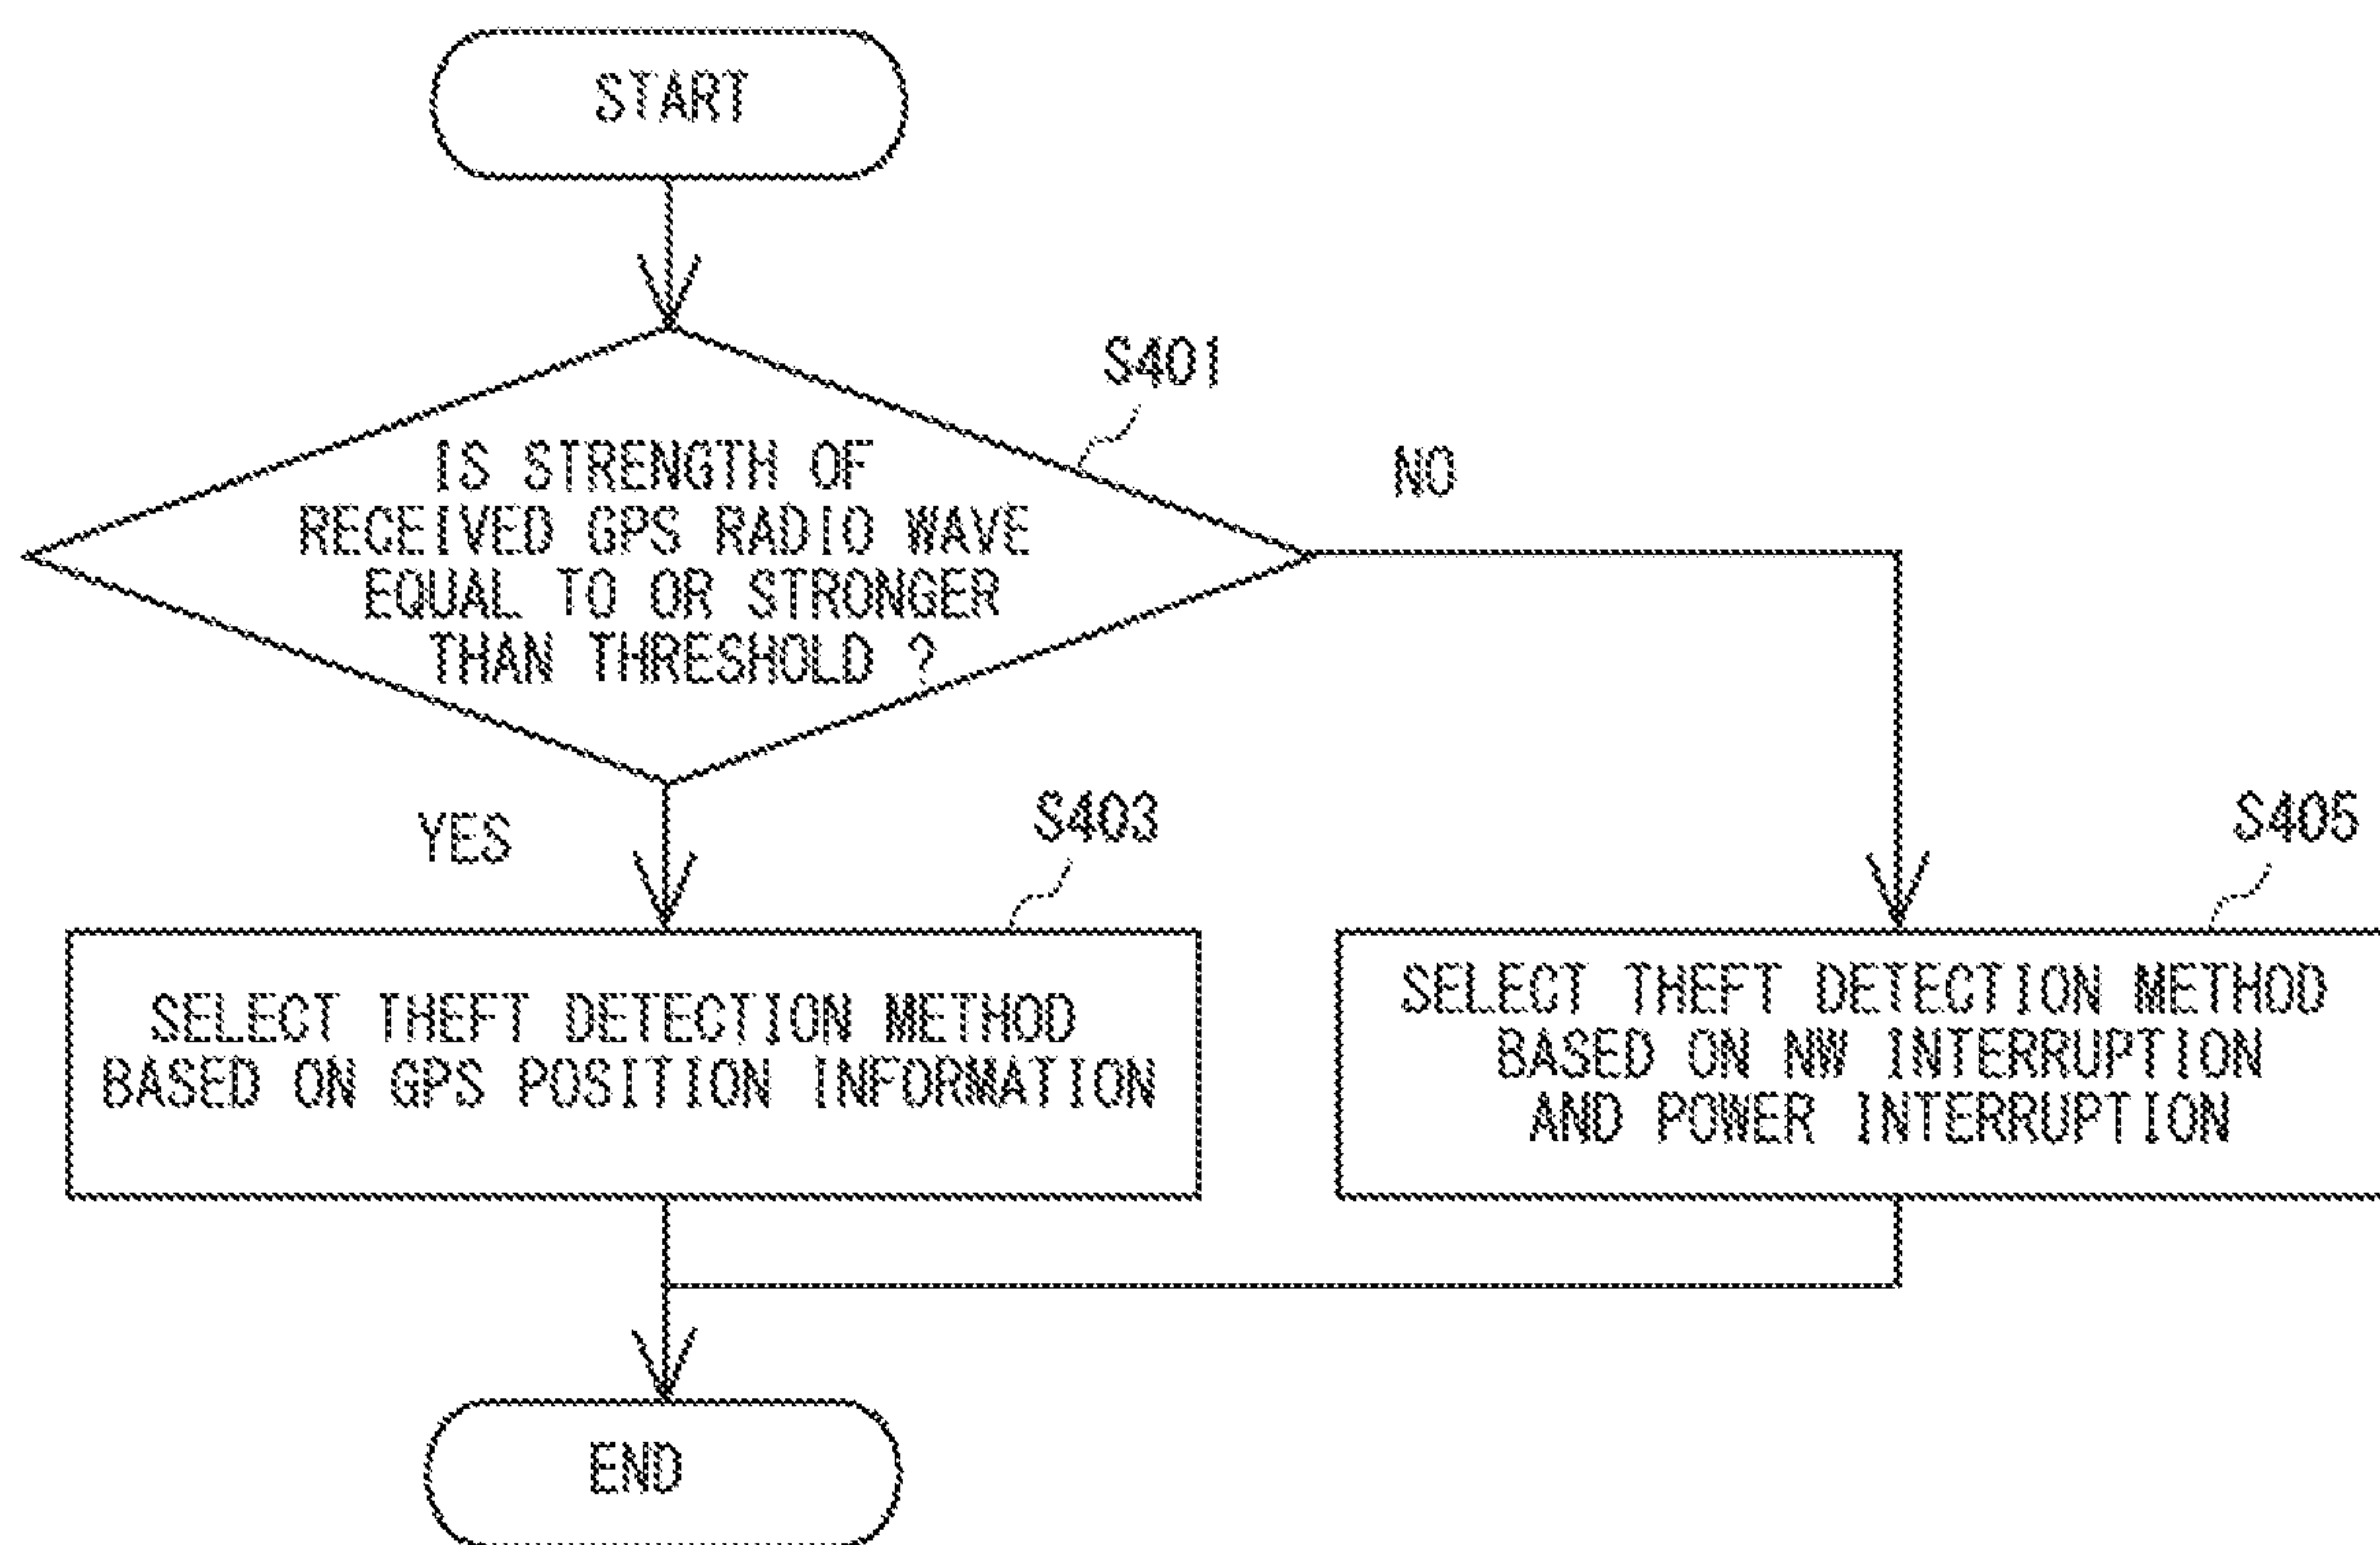 START
S401
IS STRENGTH OF
RECEIVED GPS RADIO WAVE
EQUAL TO OR STRONGER
THAN THRESHOLD ?
NO
YES
S403
S405
SELECT THEFT DETECTION METHOD
BASED ON GPS POSITION INFORMATION
SELECT THEFT DETECTION METHOD
BASED ON NW INTERRUPTION
AND POWER INTERRUPTION
END